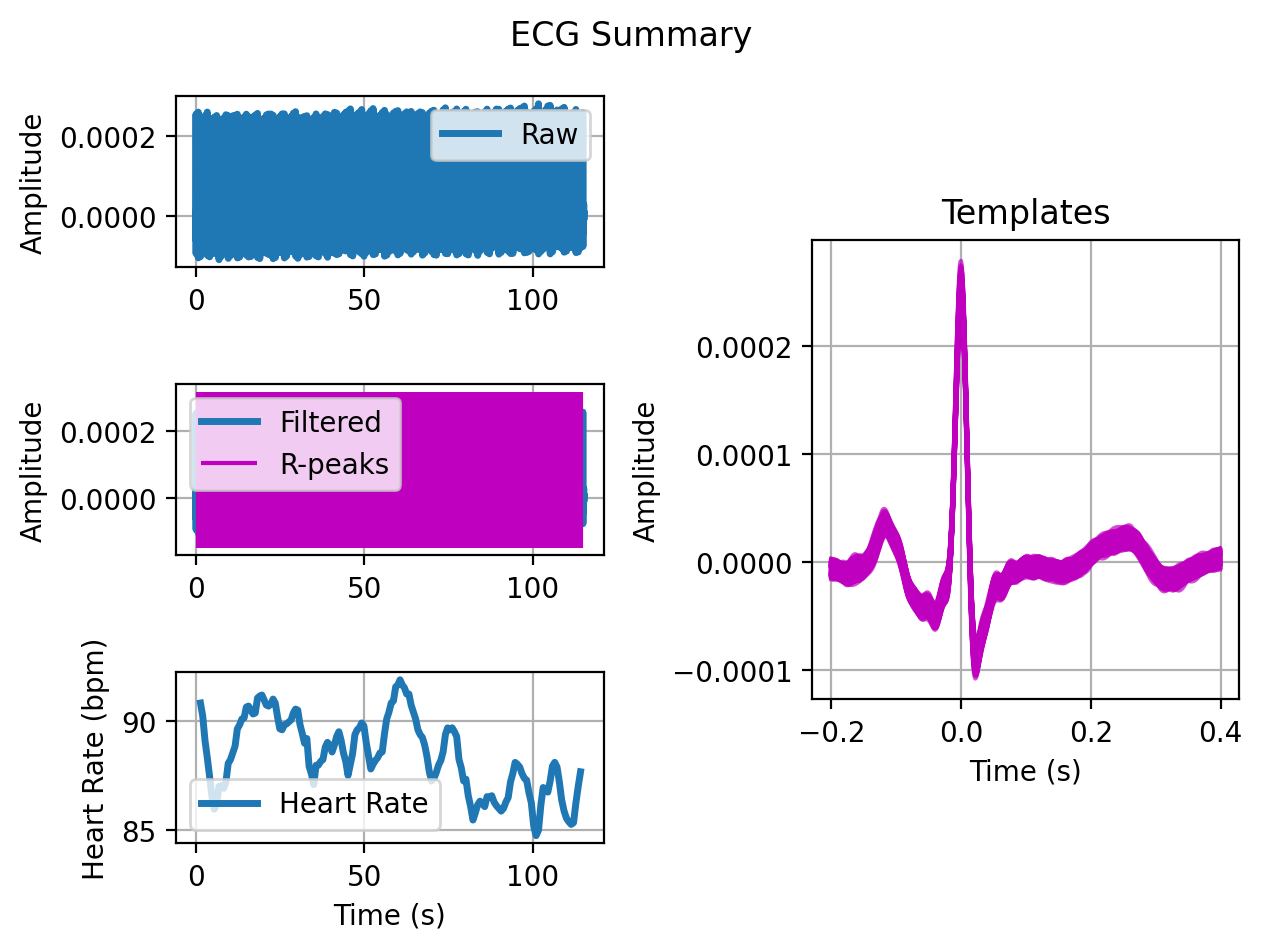 ECG Summary
Amplitude
0.0002
0.0000
Raw
0
50
100
Amplitude
0.0002
0.0000
Filtered
R-peaks
0
50
100
Heart Rate (bpm)
90
85
Heart Rate
0
50
100
Time (s)
Templates
Amplitude
0.0002
0.0001
0.0000
−0.0001
−0.2
0.0
0.2
0.4
Time (s)